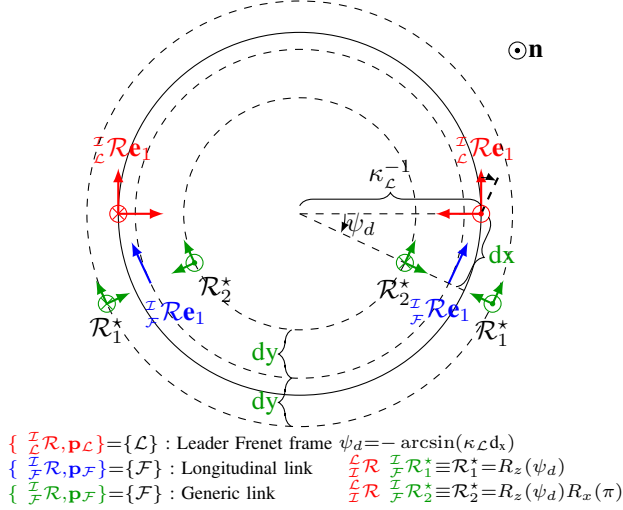 ⊙n
ᴵ_ℒℛe₁ ᴵ_ℒℛe₁
κ_ℒ⁻¹
ψ_d
dx
ℛ₂^⋆ ℛ₂^⋆
ᴵ_ℱℛe₁ ᴵ_ℱℛe₁
ℛ₁^⋆ ℛ₁^⋆
dy
dy
{ ᴵ_ℒℛ,p_ℒ}={ℒ} : Leader Frenet frame ψ_d=− arcsin(κ_ℒd_x)
{ ᴵ_ℱℛ,p_ℱ}={ℱ} : Longitudinal link ᴸ_ᴵℛ ᴵ_ℱℛ₁^⋆≡ℛ₁^⋆=R_z(ψ_d)
{ ᴵ_ℱℛ,p_ℱ}={ℱ} : Generic link ᴸ_ᴵℛ ᴵ_ℱℛ₂^⋆≡ℛ₂^⋆=R_z(ψ_d)R_x(π)